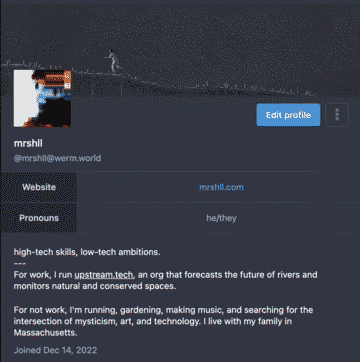 Edit profile
mrshll
@mrshll@werm.world
Website mrshll.com
Pronouns he/they
high-tech skills, low-tech ambitions.
---
For work, I run upstream.tech, an org that forecasts the future of rivers and
monitors natural and conserved spaces.
For not work, I'm running, gardening, making music, and searching for the
intersection of mysticism, art, and technology. I live with my family in
Massachusetts.
Joined Dec 14, 2022